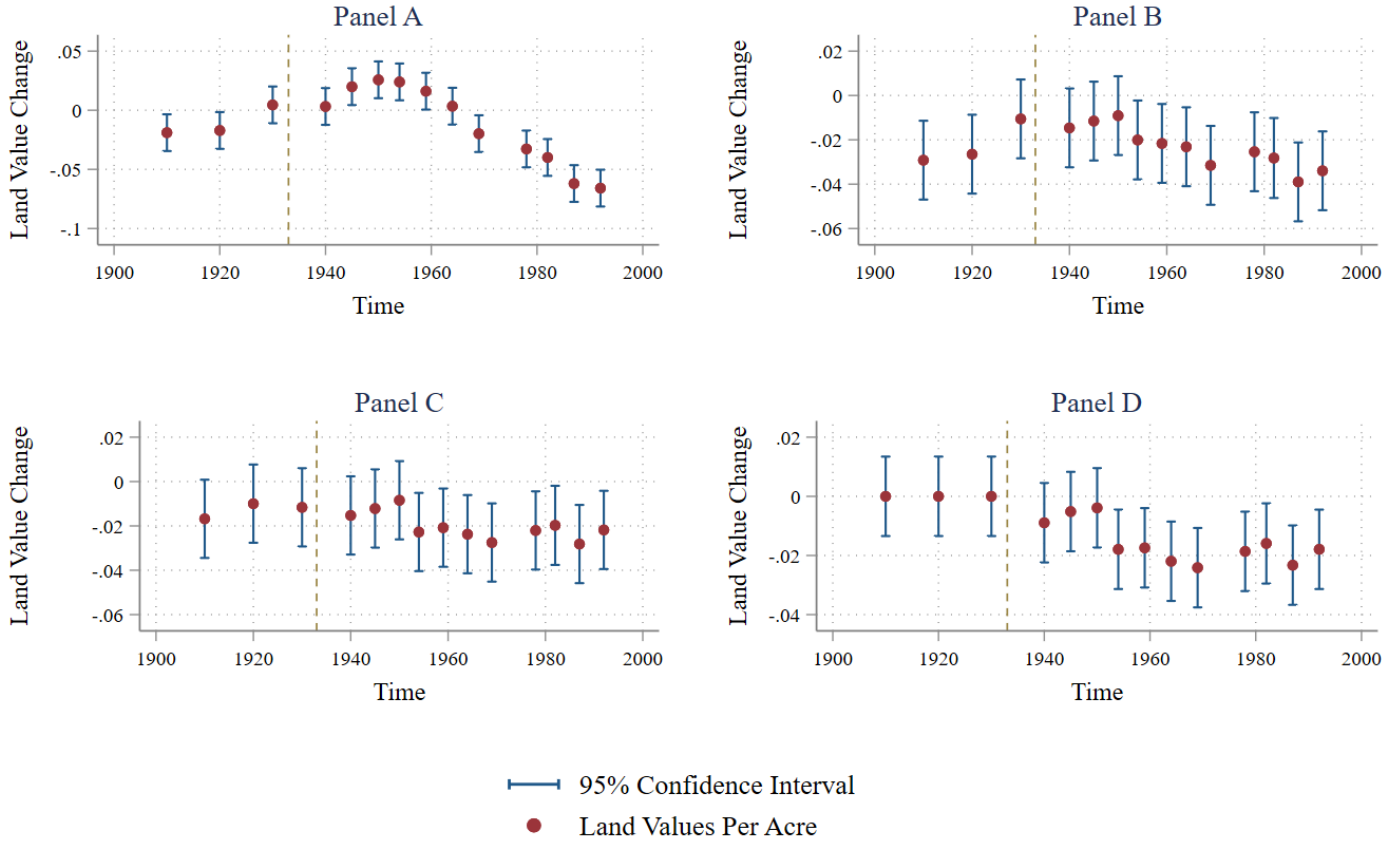 Panel A
Land Value Change
.05
0
-.05
-.1
1900 1920 1940 1960 1980 2000
Time
Panel B
Land Value Change
.02
0
-.02
-.04
-.06
1900 1920 1940 1960 1980 2000
Time
Panel C
Land Value Change
.02
0
-.02
-.04
-.06
1900 1920 1940 1960 1980 2000
Time
Panel D
Land Value Change
.02
0
-.02
-.04
1900 1920 1940 1960 1980 2000
Time
95% Confidence Interval
Land Values Per Acre